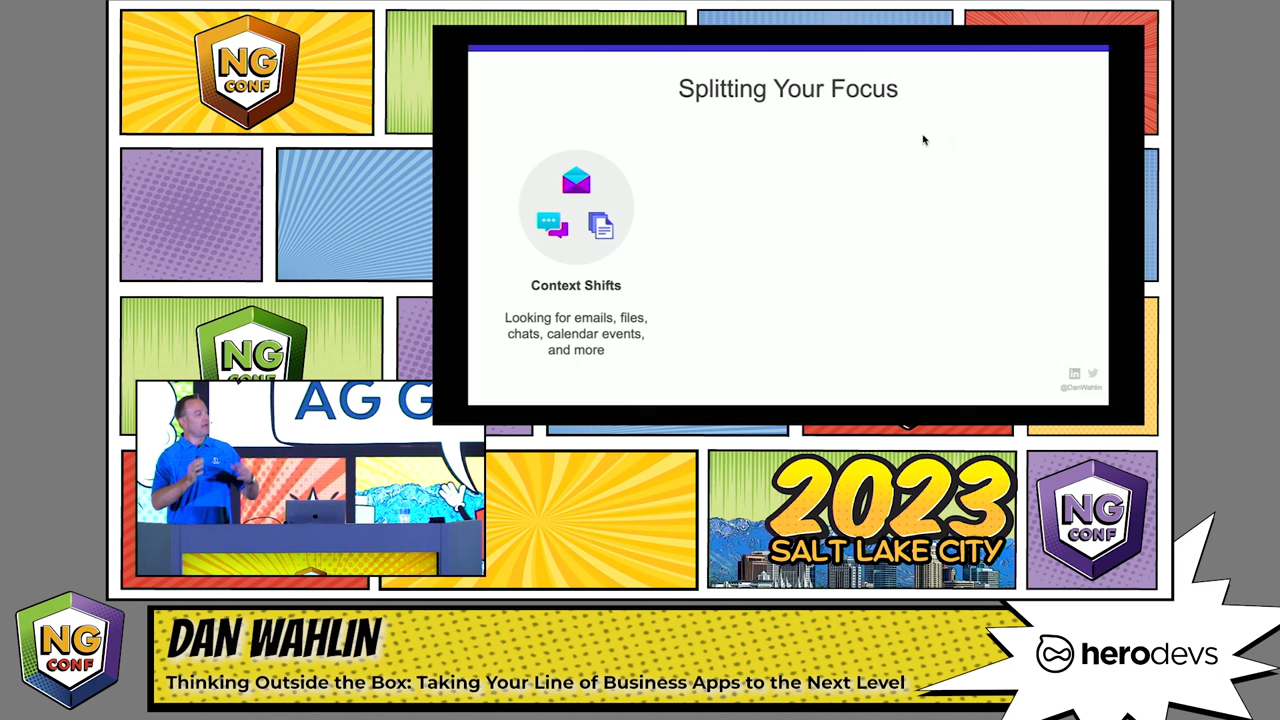 NG
CONF
Splitting Your Focus
Context Shifts
Looking for emails, files,
chats, calendar events,
and more
@DanWahlin
NG
CONF
AG G
2023
SALT LAKE CITY
NG
CONF
NG
CONF
DAN WAHLIN
Thinking Outside the Box: Taking Your Line of Business Apps to the Next Level
herodevs